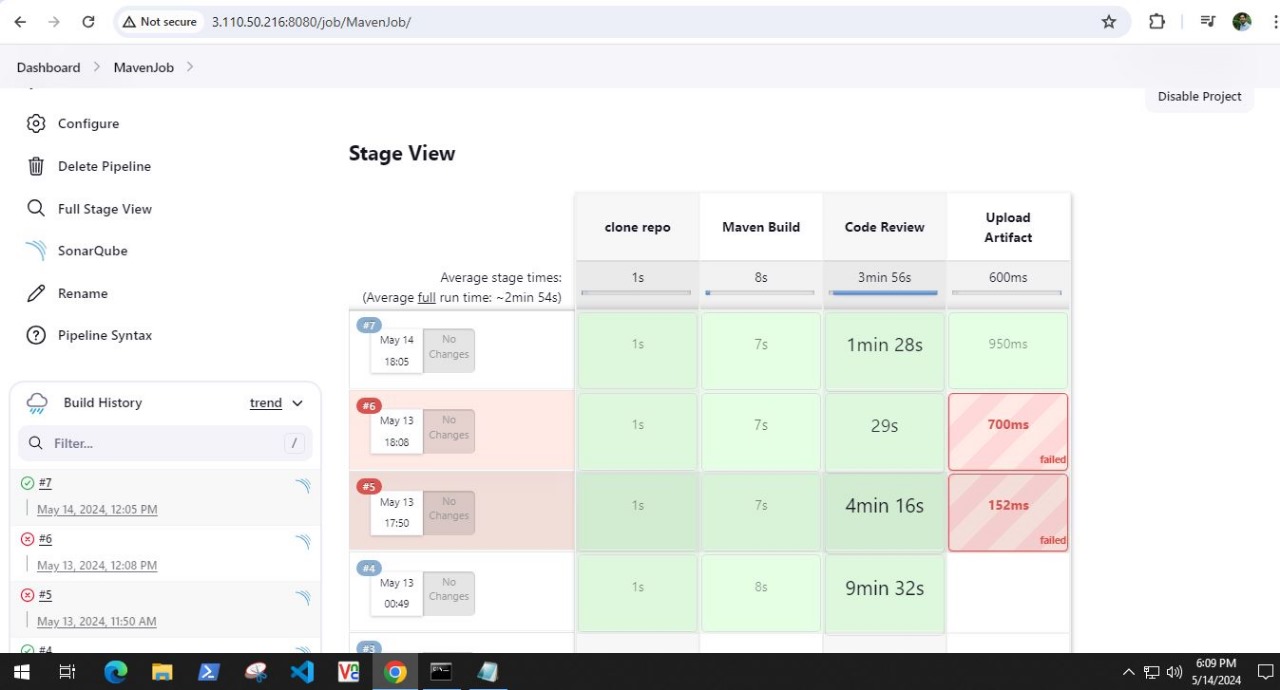 Not secure
3.110.50.216:8080/job/MavenJob/
Dashboard
MavenJob
Disable Project
Configure
Delete Pipeline
Full Stage View
SonarQube
Rename
Pipeline Syntax
Build History
trend
Filter...
/
#7
May 14, 2024, 12:05 PM
#6
May 13, 2024, 12:08 PM
#5
May 13, 2024, 11:50 AM
#4
Stage View
clone repo
Maven Build
Code Review
Upload
Artifact
Average stage times:
(Average full run time: ~2min 54s)
1s
8s
3min 56s
600ms
#7
May 14
18:05
No
Changes
1s
7s
1min 28s
950ms
#6
May 13
18:08
No
Changes
1s
7s
29s
700ms
failed
#5
May 13
17:50
No
Changes
1s
7s
4min 16s
152ms
failed
#4
May 13
00:49
No
Changes
1s
8s
9min 32s
#3
6:09 PM
5/14/2024